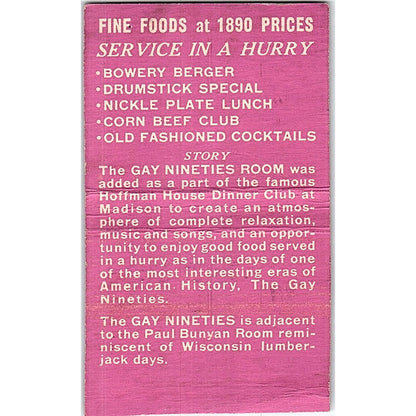 FINE FOODS at 1890 PRICES
SERVICE IN A HURRY
•BOWERY BERGER
•DRUMSTICK SPECIAL
•NICKLE PLATE LUNCH
•CORN BEEF CLUB
•OLD FASHIONED COCKTAILS
STORY
The GAY NINETIES ROOM was
added as a part of the famous
Hoffman House Dinner Club at
Madison to create an atmos-
phere of complete relaxation,
music and songs, and an oppor-
tunity to enjoy good food served
in a hurry as in the days of one
of the most interesting eras of
American History, The Gay
Nineties.
The GAY NINETIES is adjacent
to the Paul Bunyan Room remi-
niscent of Wisconsin lumber-
jack days.